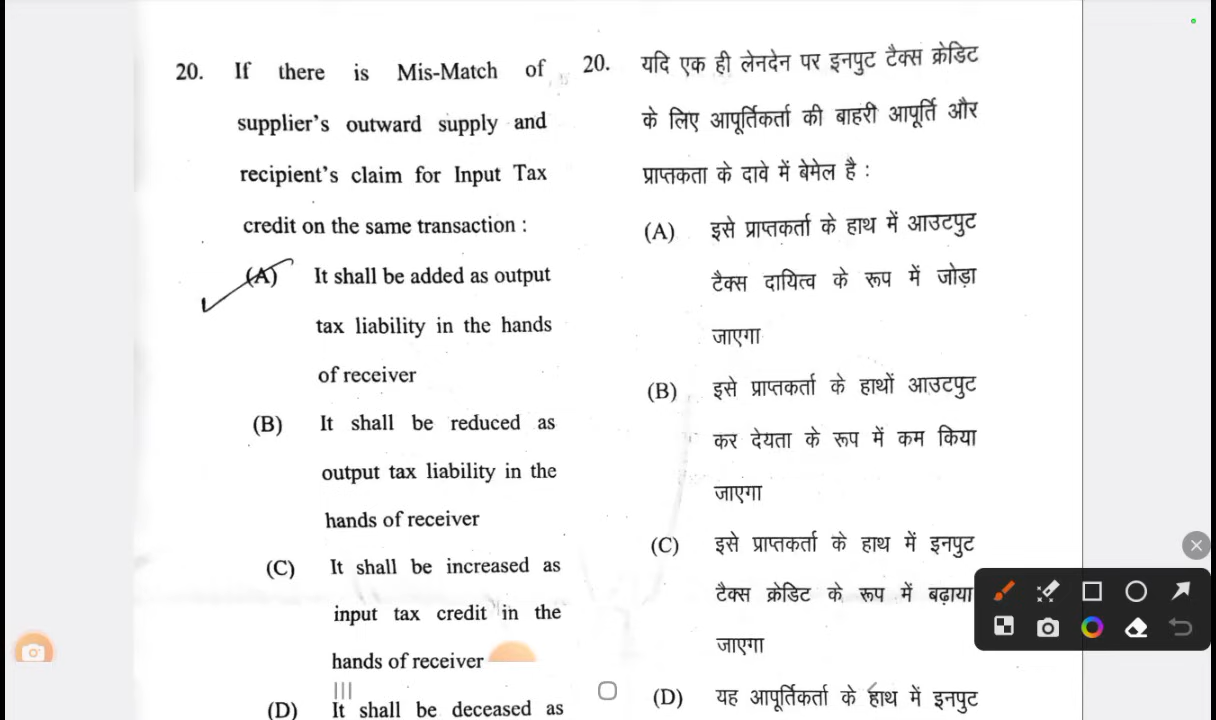 20. If there is Mis-Match of
supplier's outward supply and
recipient's claim for Input Tax
credit on the same transaction :
(A) It shall be added as output
tax liability in the hands
of receiver
(B) It shall be reduced as
output tax liability in the
hands of receiver
(C) It shall be increased as
input tax credit in the
hands of receiver
(D) It shall be deceased as
20. यदि एक ही लेनदेन पर इनपुट टैक्स क्रेडिट
के लिए आपूर्तिकर्ता की बाहरी आपूर्ति और
प्राप्तकता के दावे में बेमेल है :
(A) इसे प्राप्तकर्ता के हाथ में आउटपुट
टैक्स दायित्व के रूप में जोड़ा
जाएगा
(B) इसे प्राप्तकर्ता के हाथों आउटपुट
कर देयता के रूप में कम किया
जाएगा
(C) इसे प्राप्तकर्ता के हाथ में इनपुट
टैक्स क्रेडिट के रूप में बढ़ाया
जाएगा
(D) यह आपूर्तिकर्ता के हाथ में इनपुट